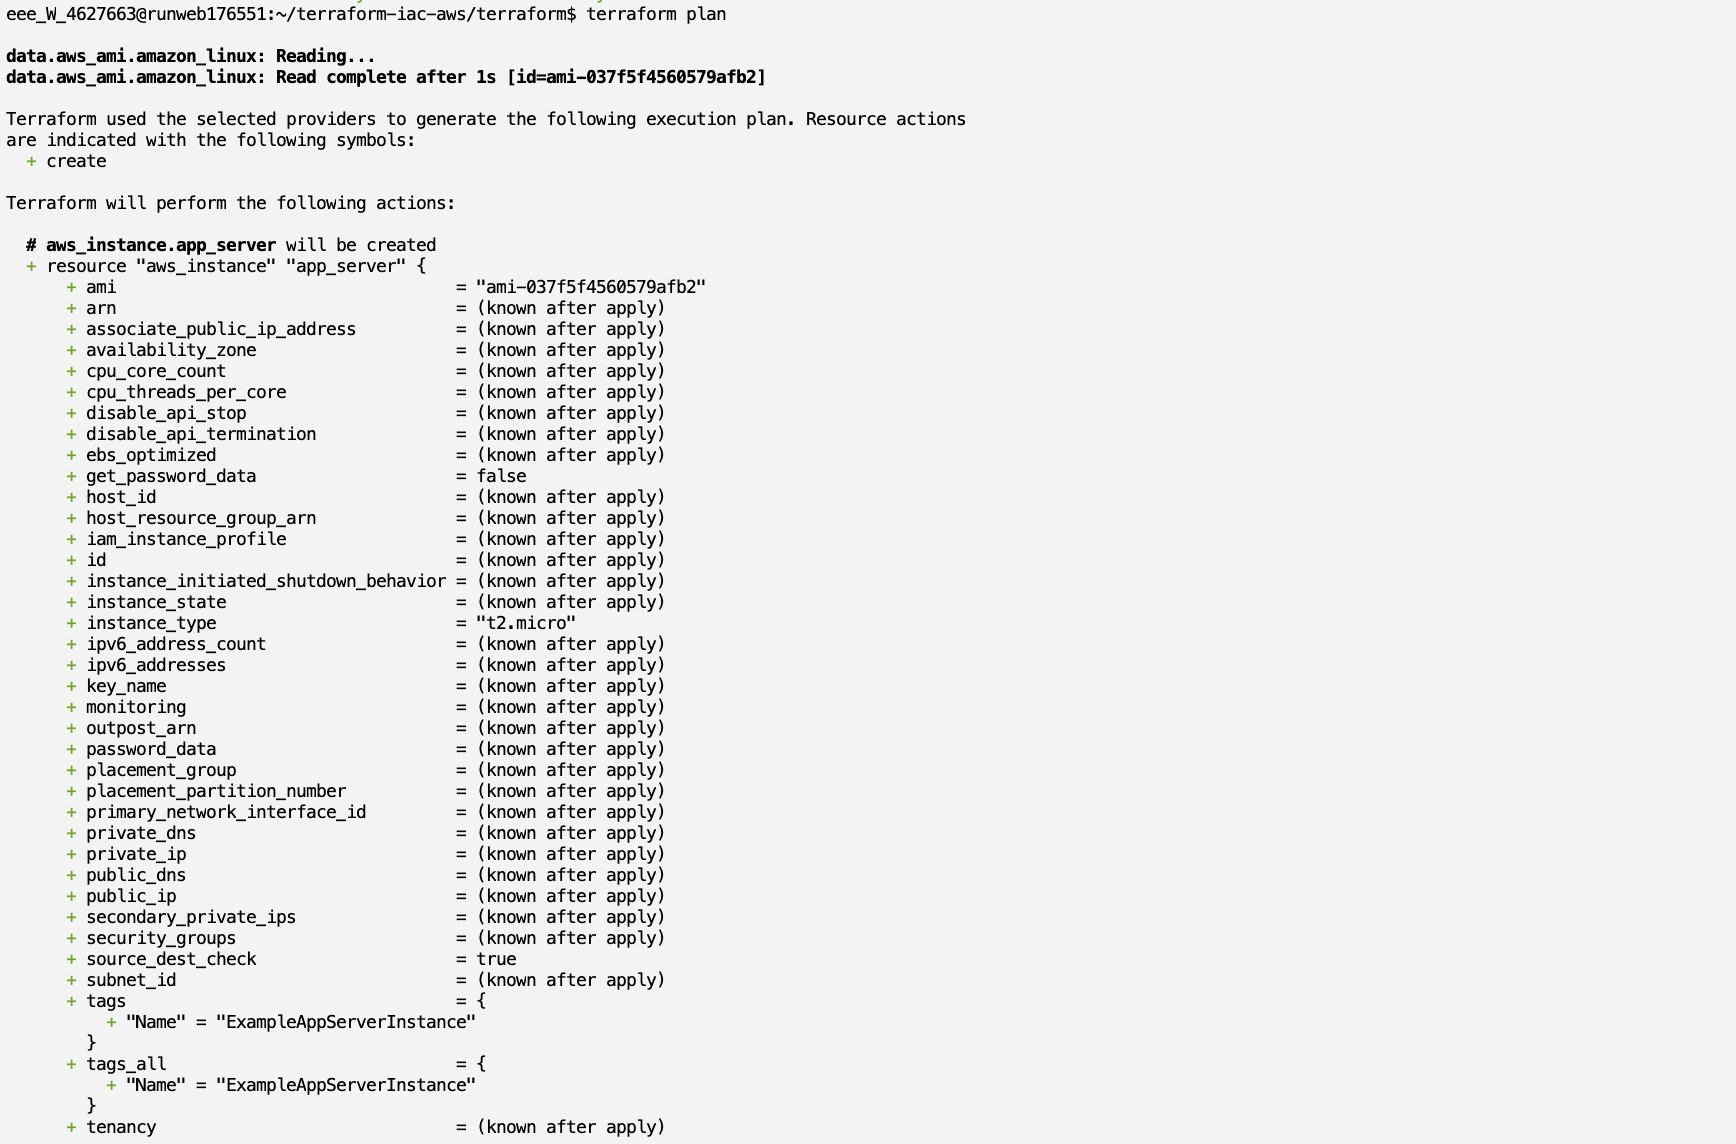 eee_W_4627663@runweb176551:~/terraform-iac-aws/terraform$ terraform plan
data.aws_ami.amazon_linux: Reading...
data.aws_ami.amazon_linux: Read complete after 1s [id=ami-037f5f4560579afb2]
Terraform used the selected providers to generate the following execution plan. Resource actions
are indicated with the following symbols:
  + create
Terraform will perform the following actions:
  # aws_instance.app_server will be created
  + resource "aws_instance" "app_server" {
      + ami                                  = "ami-037f5f4560579afb2"
      + arn                                  = (known after apply)
      + associate_public_ip_address          = (known after apply)
      + availability_zone                    = (known after apply)
      + cpu_core_count                       = (known after apply)
      + cpu_threads_per_core                 = (known after apply)
      + disable_api_stop                     = (known after apply)
      + disable_api_termination              = (known after apply)
      + ebs_optimized                        = (known after apply)
      + get_password_data                    = false
      + host_id                              = (known after apply)
      + host_resource_group_arn              = (known after apply)
      + iam_instance_profile                 = (known after apply)
      + id                                   = (known after apply)
      + instance_initiated_shutdown_behavior = (known after apply)
      + instance_state                       = (known after apply)
      + instance_type                        = "t2.micro"
      + ipv6_address_count                   = (known after apply)
      + ipv6_addresses                       = (known after apply)
      + key_name                             = (known after apply)
      + monitoring                           = (known after apply)
      + outpost_arn                          = (known after apply)
      + password_data                        = (known after apply)
      + placement_group                      = (known after apply)
      + placement_partition_number           = (known after apply)
      + primary_network_interface_id         = (known after apply)
      + private_dns                          = (known after apply)
      + private_ip                           = (known after apply)
      + public_dns                           = (known after apply)
      + public_ip                            = (known after apply)
      + secondary_private_ips                = (known after apply)
      + security_groups                      = (known after apply)
      + source_dest_check                    = true
      + subnet_id                            = (known after apply)
      + tags                                 = {
          + "Name" = "ExampleAppServerInstance"
        }
      + tags_all                             = {
          + "Name" = "ExampleAppServerInstance"
        }
      + tenancy                              = (known after apply)